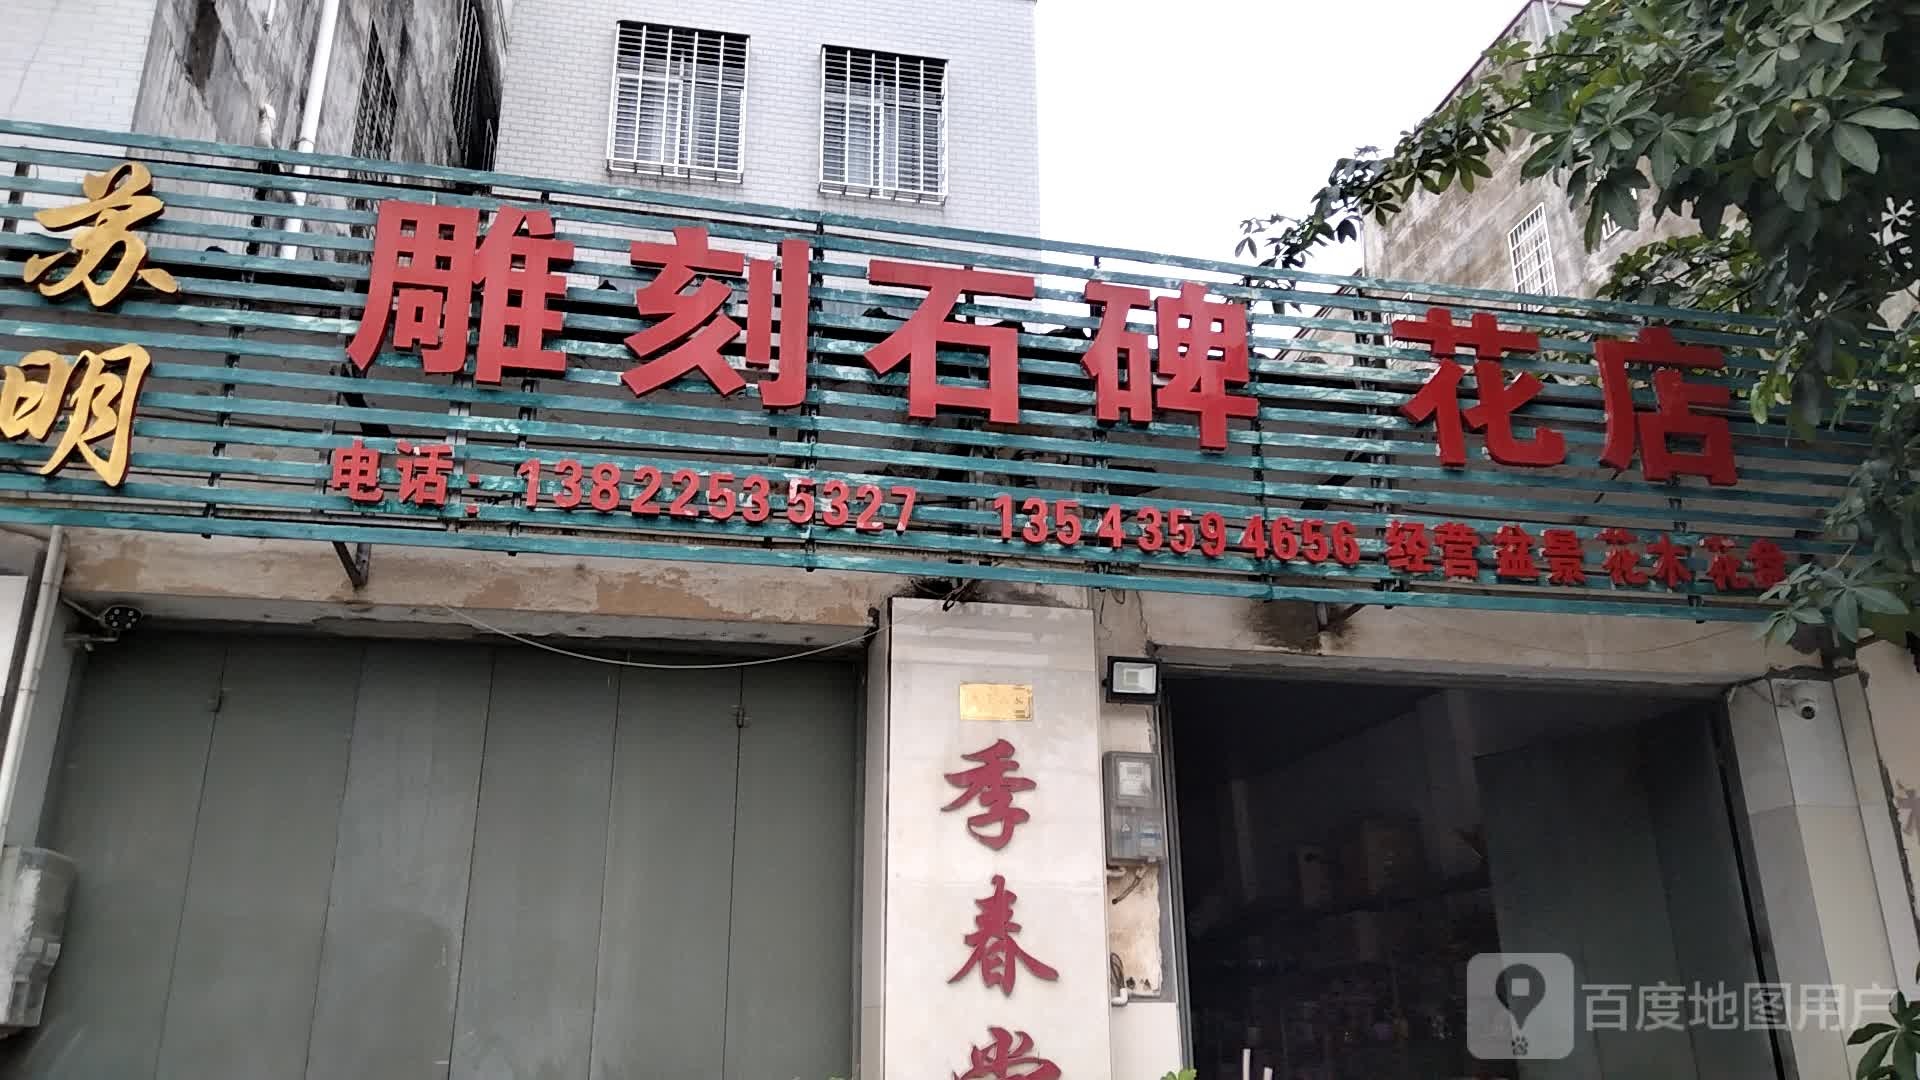 苏明
雕刻石碑 花店
电话：13822535327 13543594656 经营盆景花木花盆
季春堂
百度地图用户